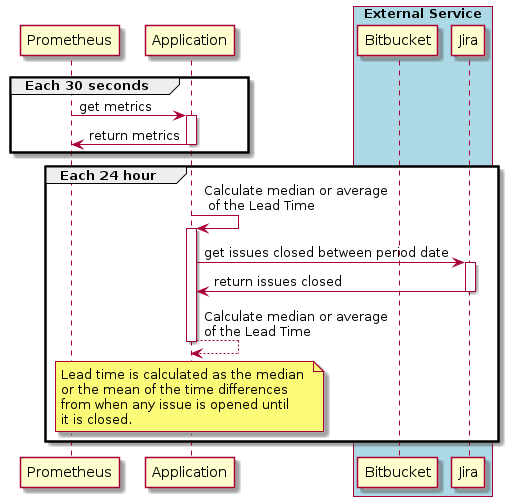 External Service
Prometheus
Application
Bitbucket
Jira
Each 30 seconds
get metrics
return metrics
Each 24 hour
Calculate median or average
of the Lead Time
get issues closed between period date
return issues closed
Calculate median or average
of the Lead Time
Lead time is calculated as the median
or the mean of the time differences
from when any issue is opened until
it is closed.
Prometheus
Application
Bitbucket
Jira